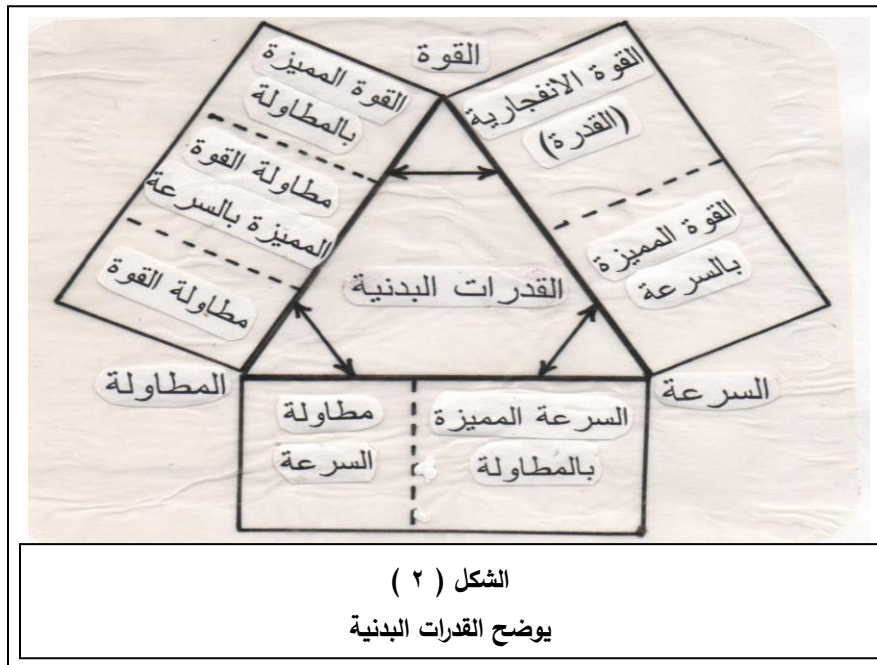 القوة
القوة الانفجارية
(القدرة)
القوة المميزة
بالسرعة
القوة المميزة
بالمطاولة
مطاولة القوة
المميزة بالسرعة
مطاولة القوة
القدرات البدنية
السرعة
المطاولة
السرعة المميزة
بالمطاولة
مطاولة
السرعة
الشكل ( ٢ )
يوضح القدرات البدنية